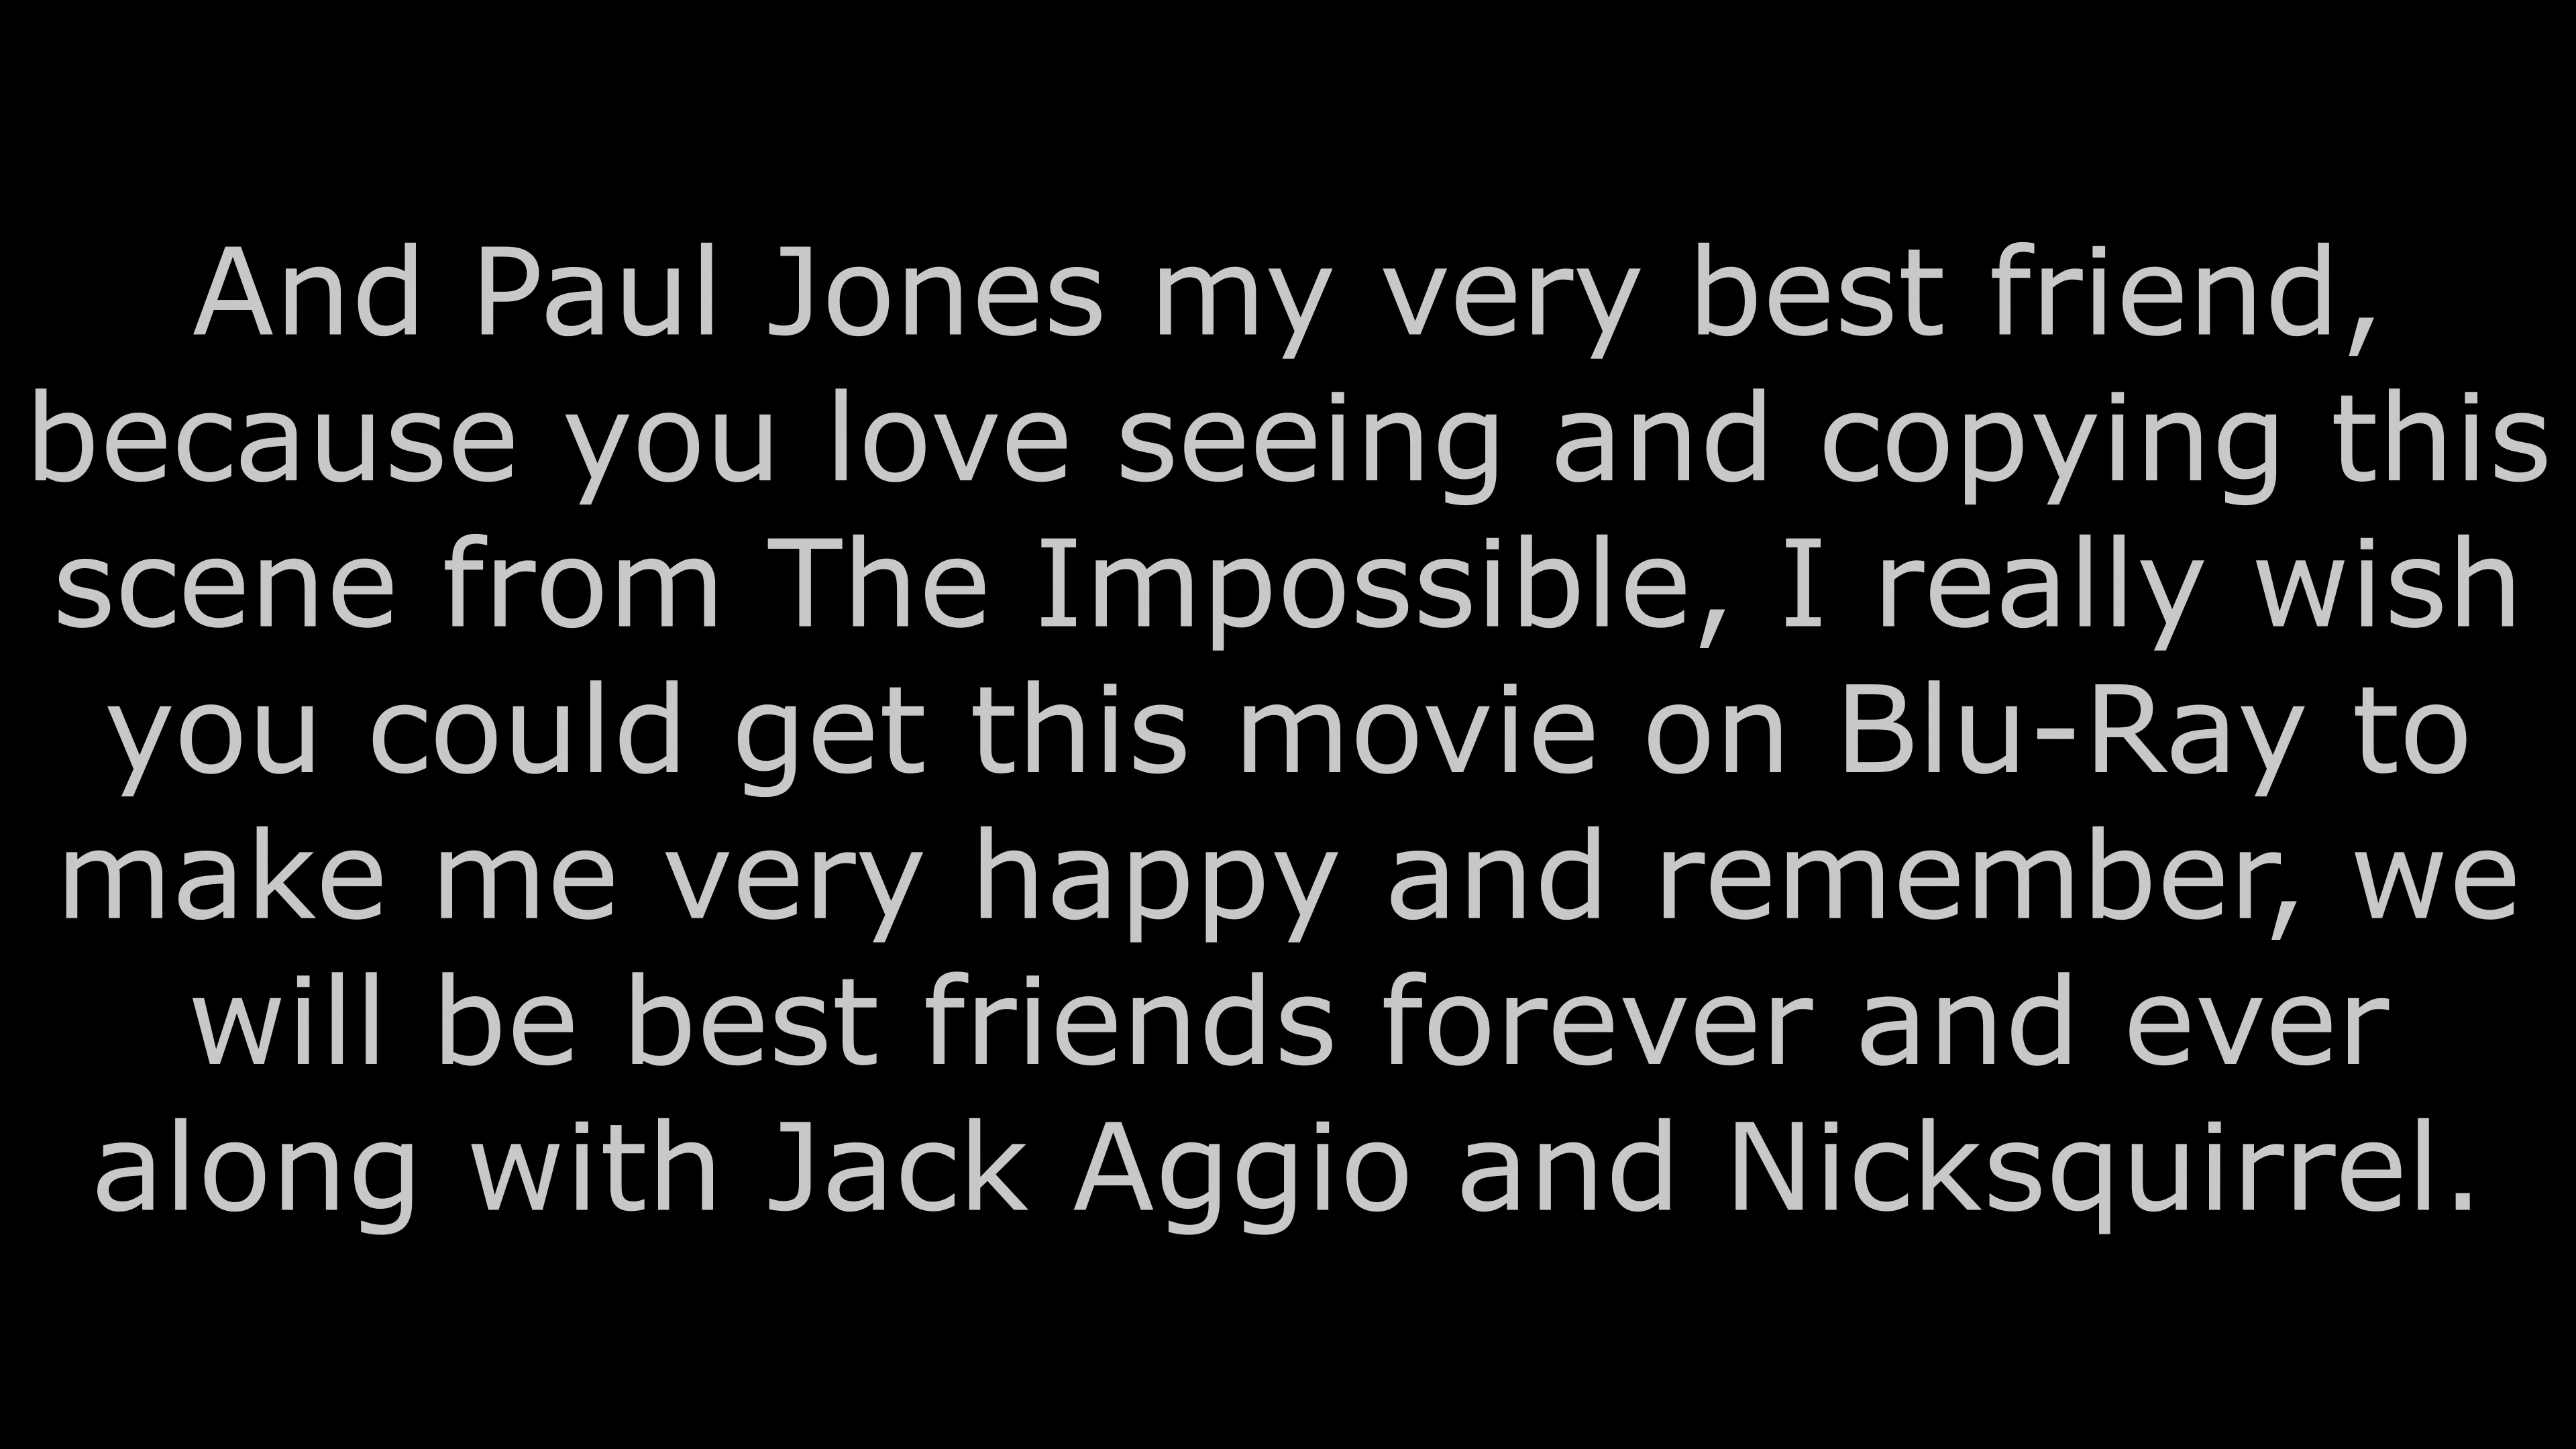 And Paul Jones my very best friend,
because you love seeing and copying this
scene from The Impossible, I really wish
you could get this movie on Blu-Ray to
make me very happy and remember, we
will be best friends forever and ever
along with Jack Aggio and Nicksquirrel.